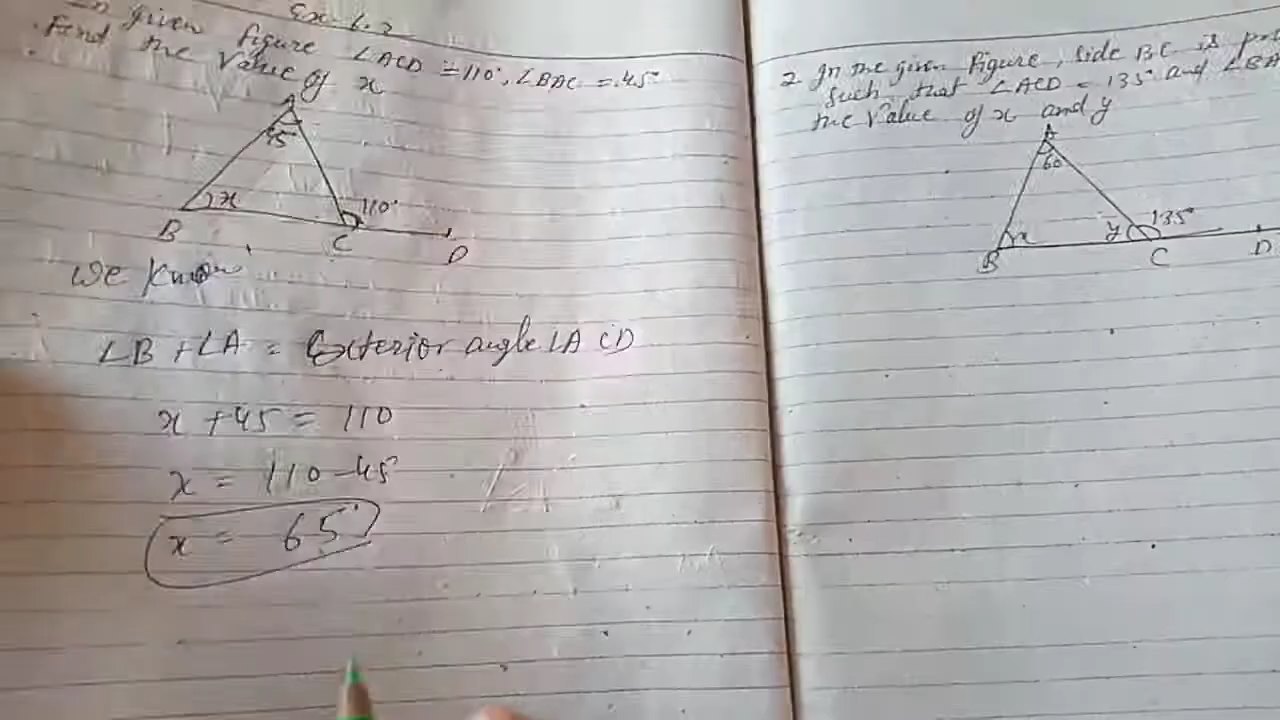 Ex 6.2
In given figure ∠ACD = 110°, ∠BAC = 45°
Find the value of x
A
45
x
110°
B
C
D
We know
∠B + ∠A = Exterior angle ∠ACD
x + 45 = 110
x = 110 - 45
x = 65°
2 In the given figure, side BC is
such that ∠ACD = 135° and
the value of x and y
A
60
x
y
135°
B
C
D